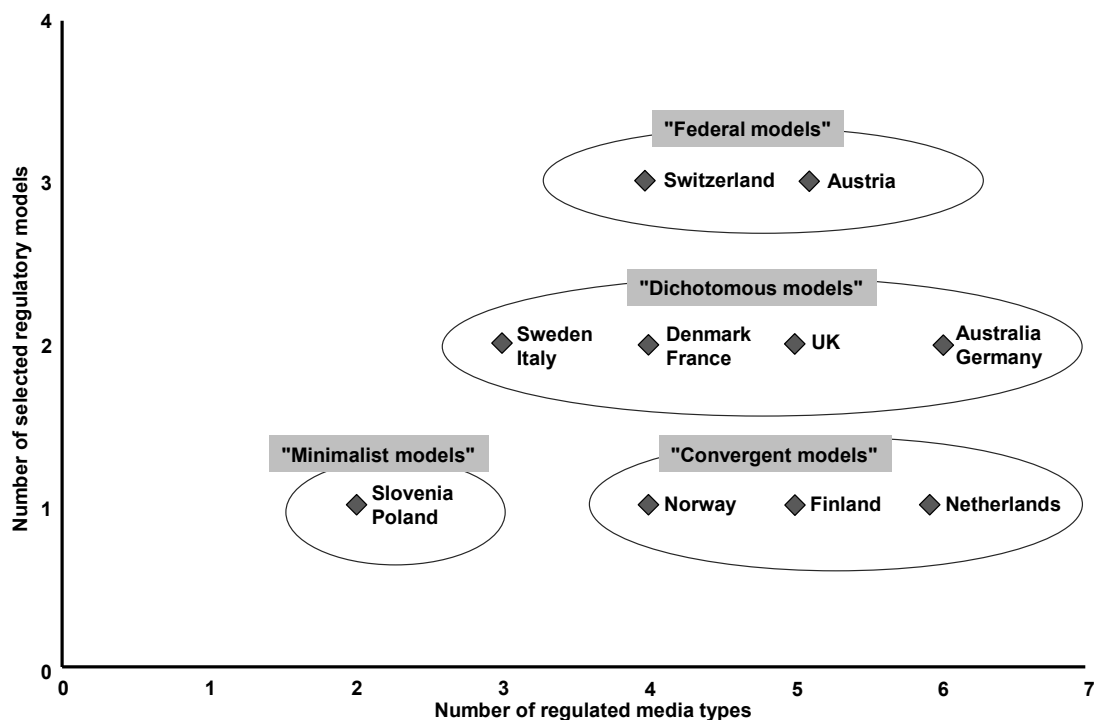 4
"Federal models"
3
Switzerland
Austria
"Dichotomous models"
2
Sweden
Italy
Denmark
France
UK
Australia
Germany
"Minimalist models"
"Convergent models"
1
Slovenia
Poland
Norway
Finland
Netherlands
0
0 1 2 3 4 5 6 7
Number of regulated media types
Number of selected regulatory models